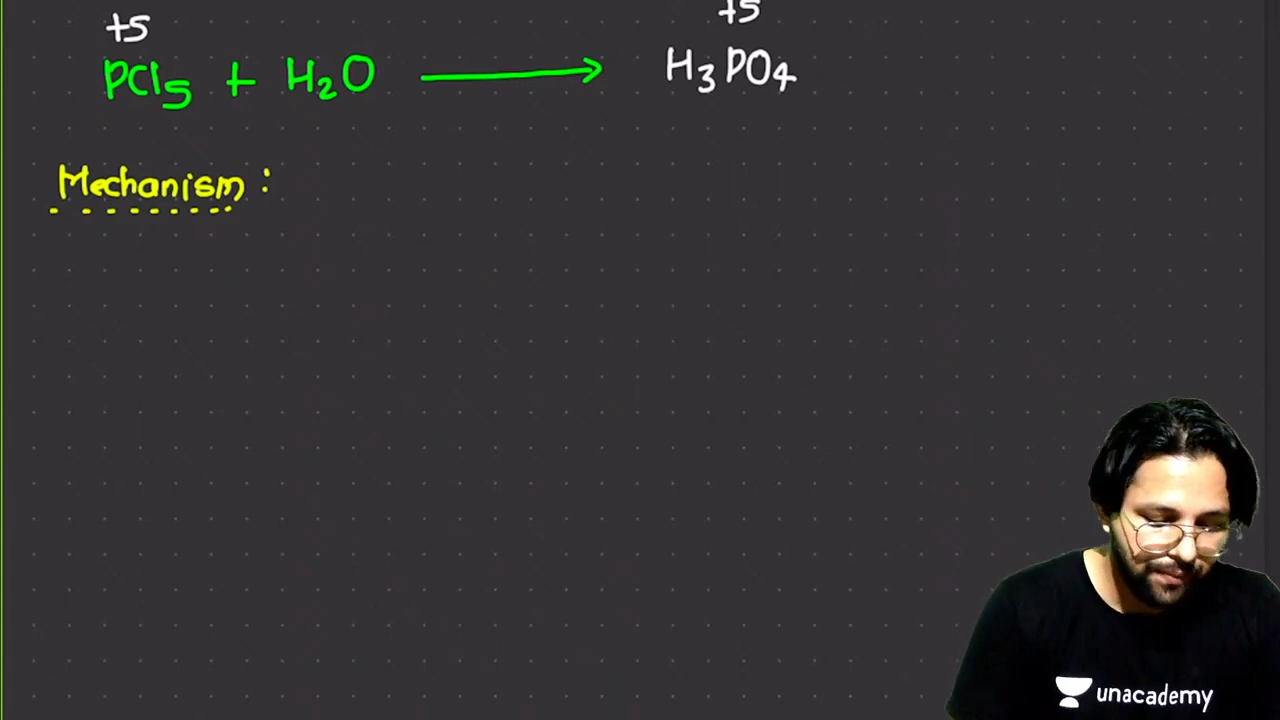 +5 +5
PCl5 + H2O ⟶ H3PO4
Mechanism :
unacademy